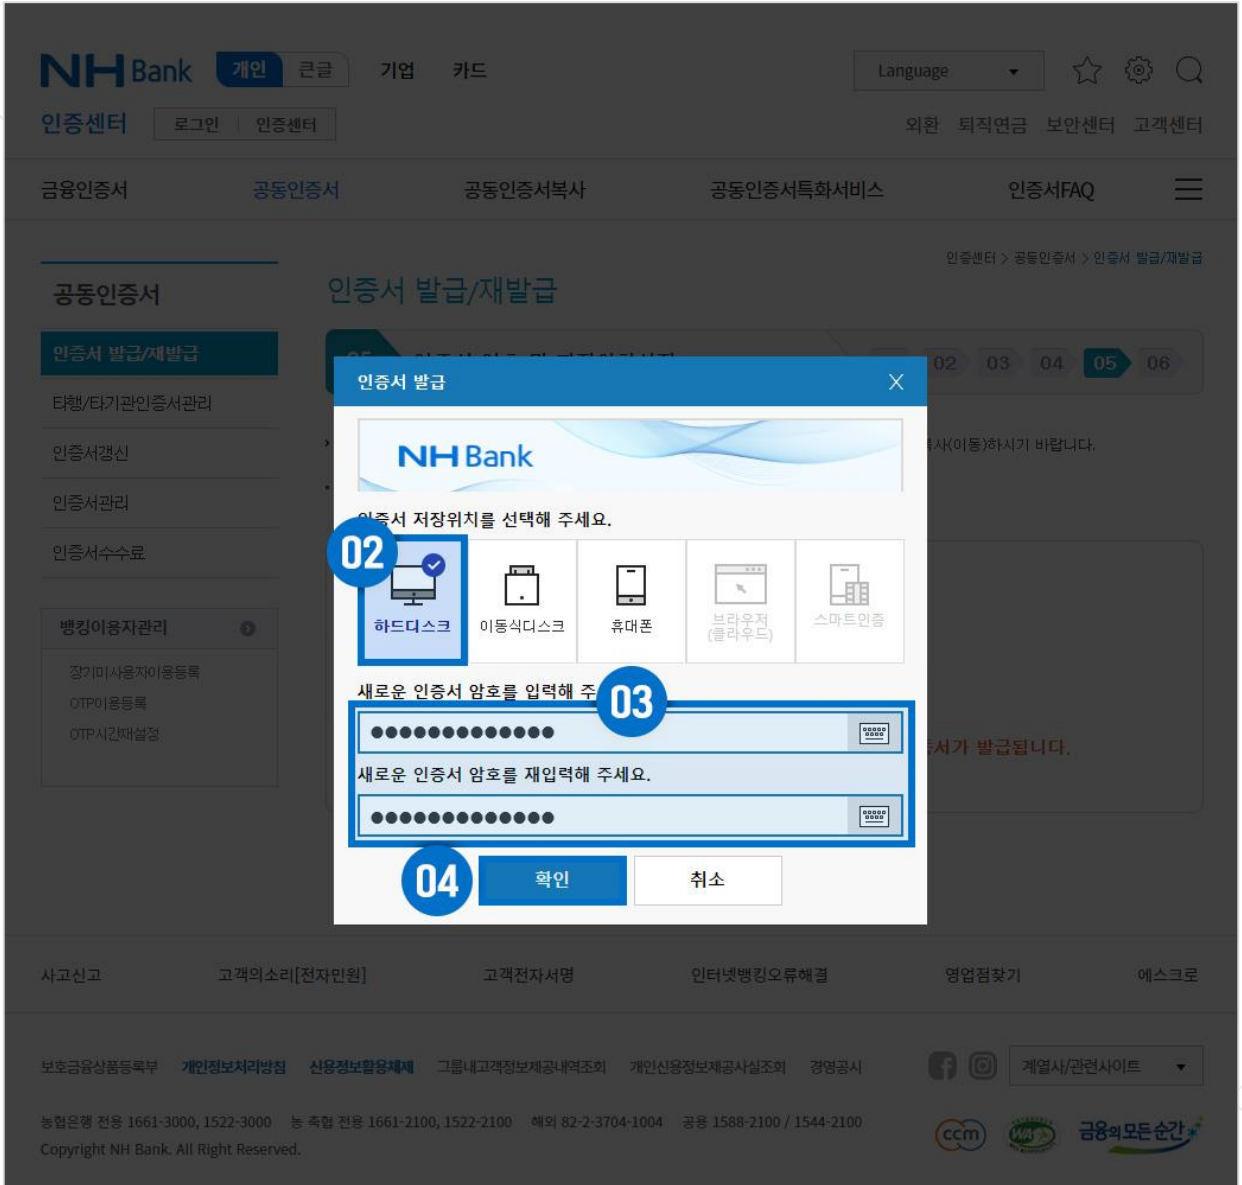 NH Bank 개인 큰글 기업 카드 Language
인증센터 로그인 인증센터 외환 퇴직연금 보안센터 고객센터
금융인증서 공동인증서 공동인증서복사 공동인증서특화서비스 인증서FAQ
인증센터 > 공동인증서 > 인증서 발급/재발급
공동인증서
인증서 발급/재발급
인증서 발급/재발급
타행/타기관인증서관리
인증서갱신
인증서관리
인증서수수료
뱅킹이용자관리
장기미사용자이용등록
OTP이용등록
OTP시간재설정
02 03 04 05 06
(이동)하시기 바랍니다.
가 발급됩니다.
인증서 발급 X
NH Bank
인증서 저장위치를 선택해 주세요.
02
하드디스크 이동식디스크 휴대폰 브라우저 스마트인증
(클라우드)
새로운 인증서 암호를 입력해 주
03
●●●●●●●●●●●●●
새로운 인증서 암호를 재입력해 주세요.
●●●●●●●●●●●●●
04 확인 취소
사고신고 고객의소리[전자민원] 고객전자서명 인터넷뱅킹오류해결 영업점찾기 에스크로
보호금융상품등록부 개인정보처리방침 신용정보활용체제 그룹내고객정보제공내역조회 개인신용정보제공사실조회 경영공시 계열사/관련사이트
농협은행 전용 1661-3000, 1522-3000 농 축협 전용 1661-2100, 1522-2100 해외 82-2-3704-1004 공용 1588-2100 / 1544-2100
Copyright NH Bank. All Right Reserved.
ccm WA 금융의 모든 순간